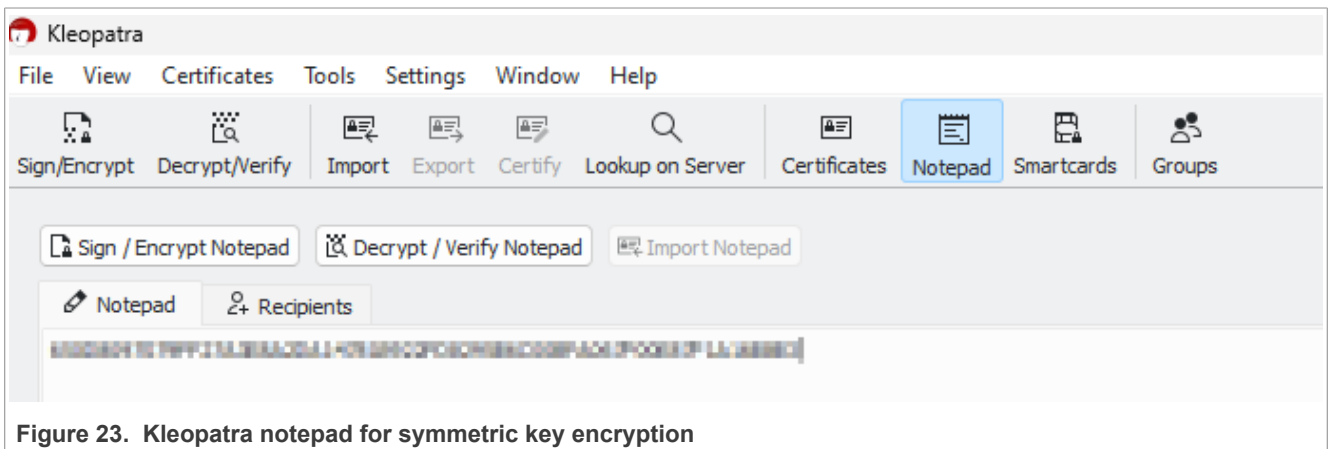 Kleopatra
File View Certificates Tools Settings Window Help
Sign/Encrypt Decrypt/Verify Import Export Certify Lookup on Server Certificates Notepad Smartcards Groups
Sign / Encrypt Notepad Decrypt / Verify Notepad Import Notepad
Notepad Recipients
Figure 23. Kleopatra notepad for symmetric key encryption